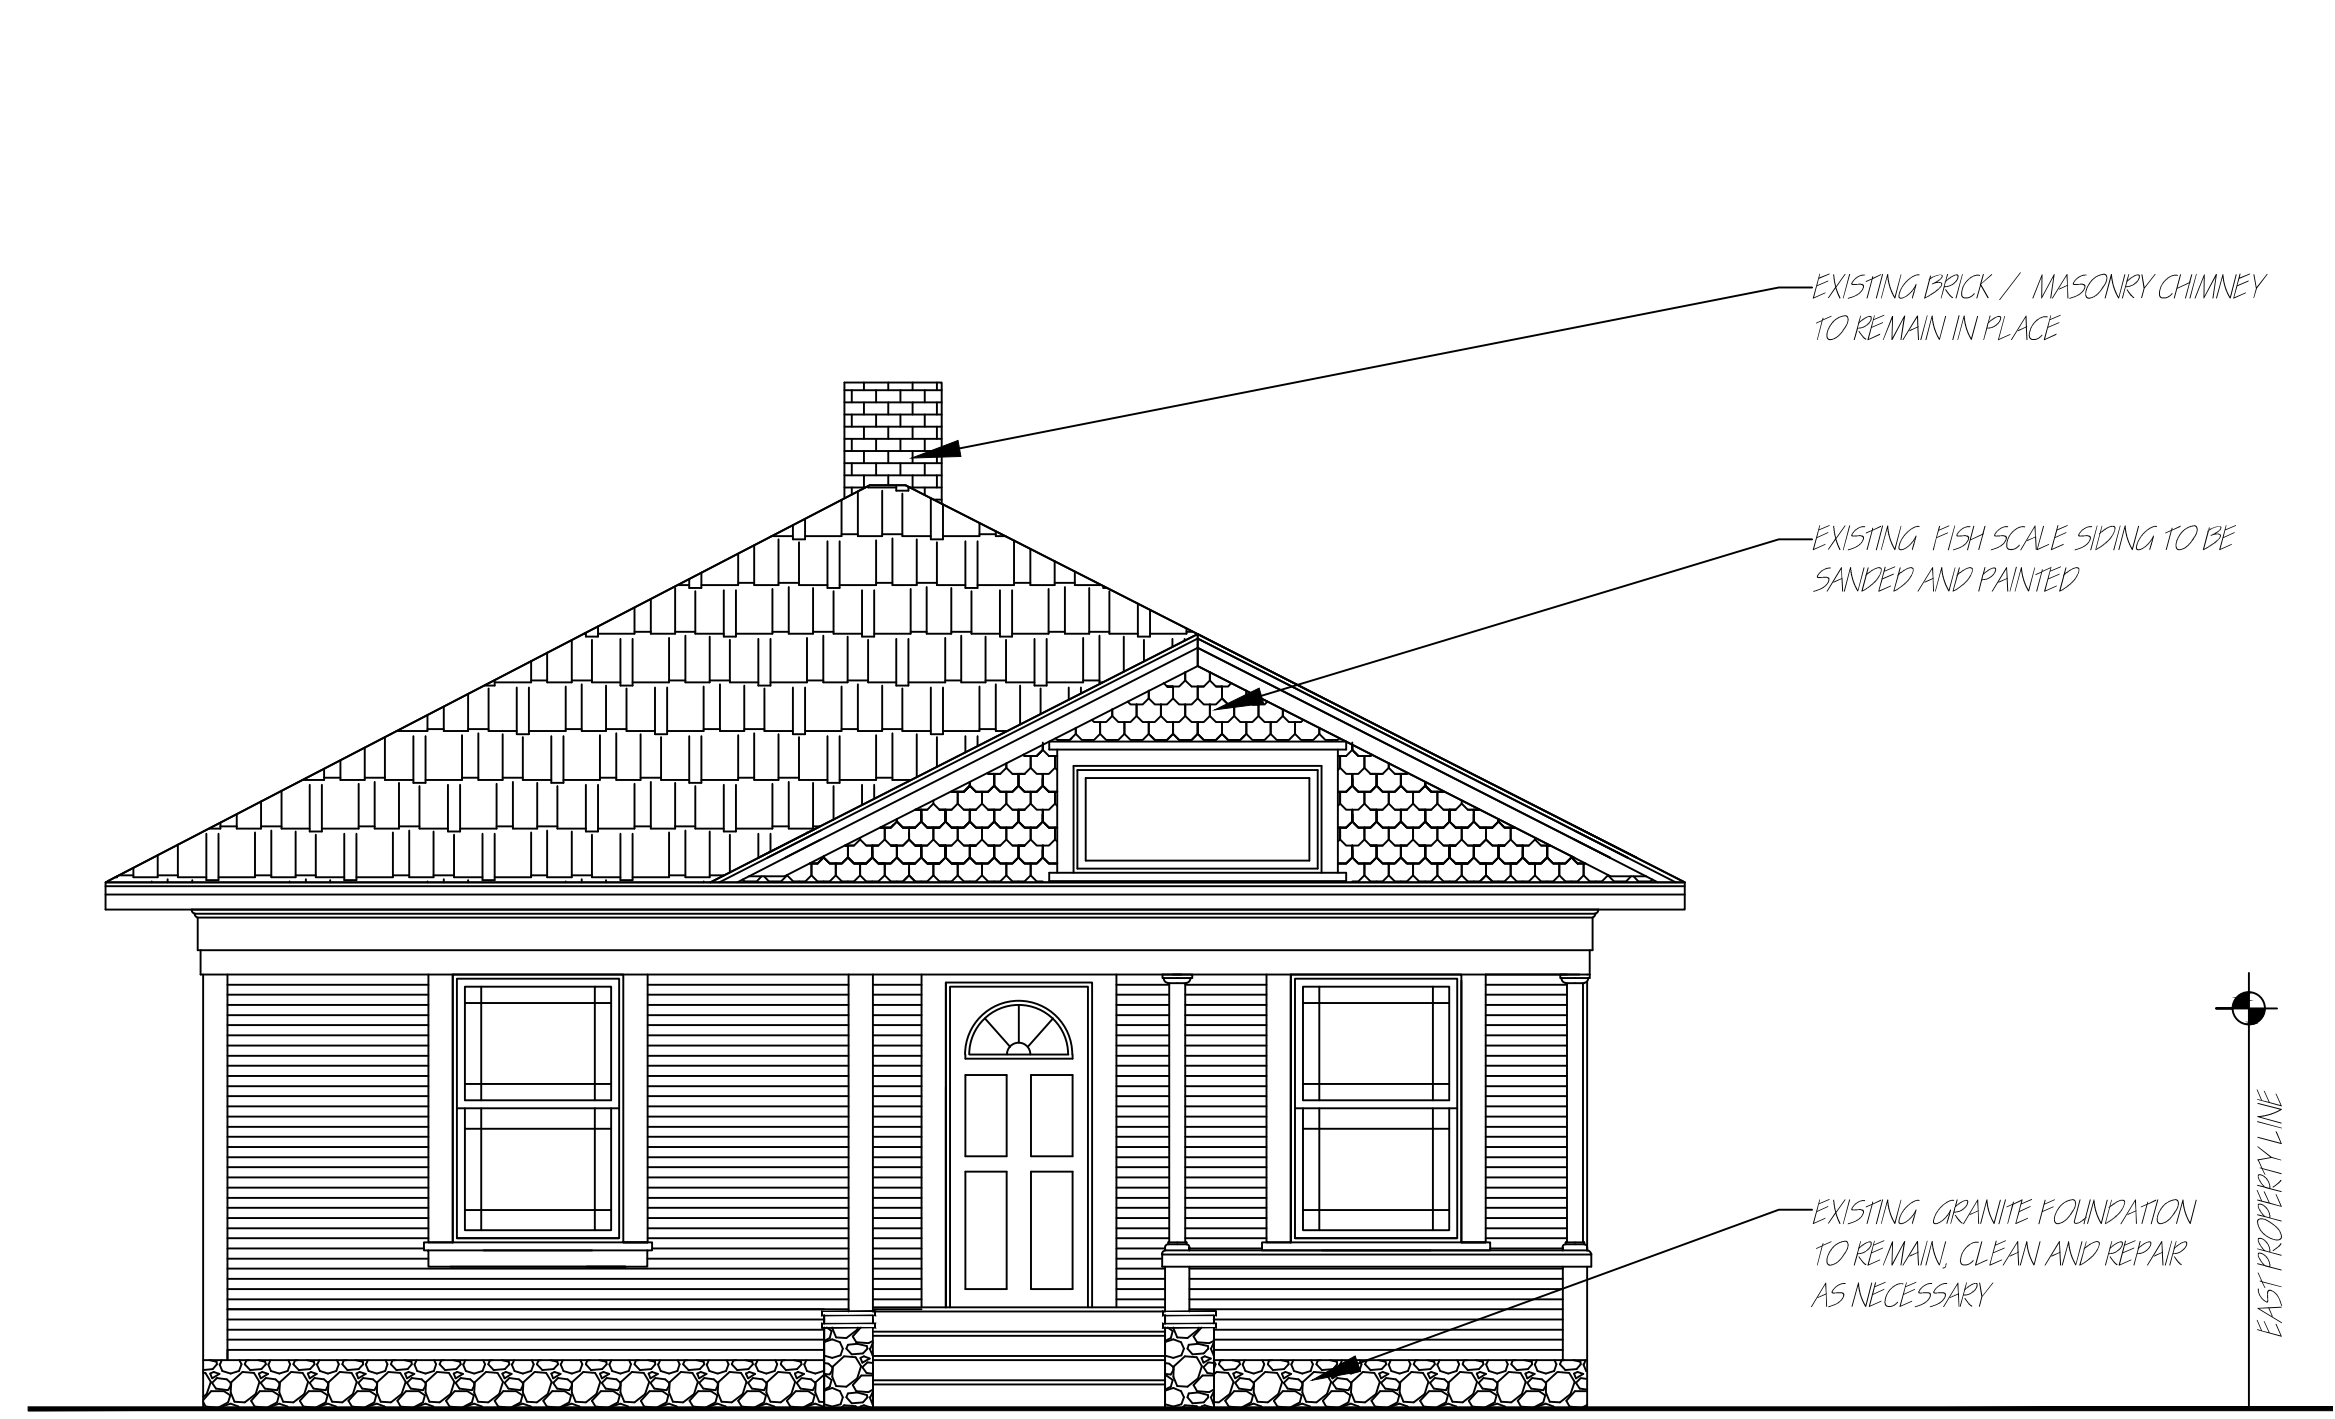 EXISTING BRICK / MASONRY CHIMNEY
TO REMAIN IN PLACE
EXISTING FISH SCALE SIDING TO BE
SANDED AND PAINTED
EXISTING GRANITE FOUNDATION
TO REMAIN, CLEAN AND REPAIR
AS NECESSARY
EAST PROPERTY LINE